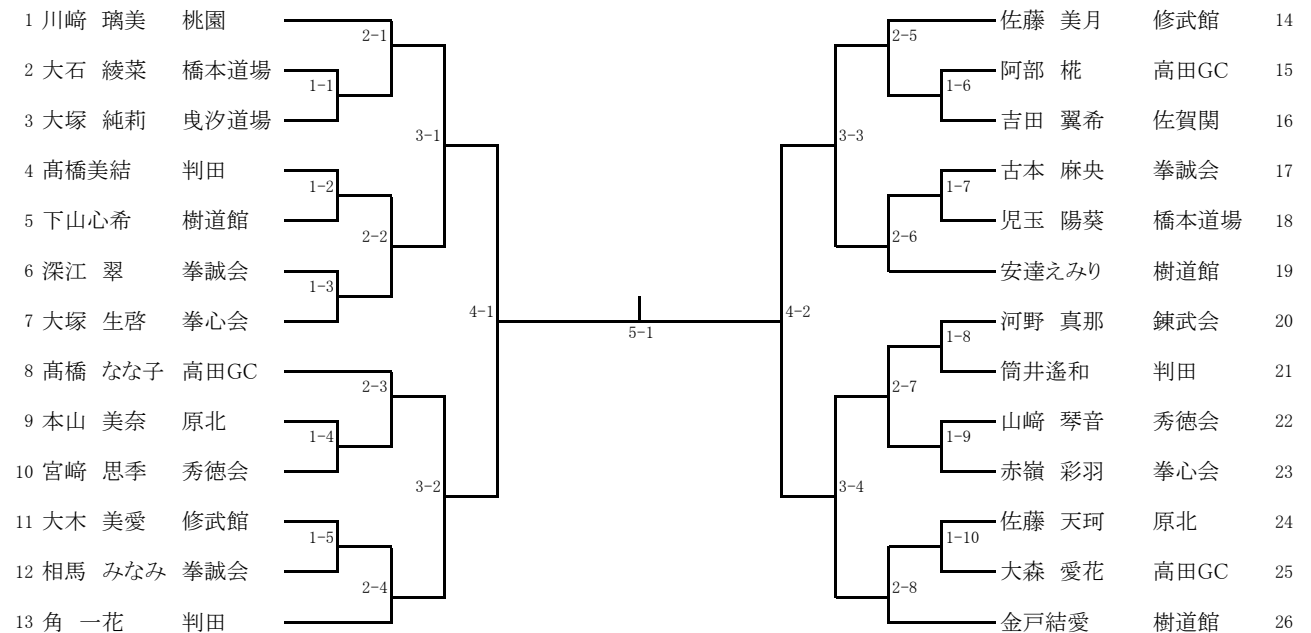 1 川﨑 璃美 桃園
2 大石 綾菜 橋本道場
3 大塚 純莉 曵汐道場
4 髙橋美結 判田
5 下山心希 樹道館
6 深江 翠 拳誠会
7 大塚 生啓 拳心会
8 髙橋 なな子 高田GC
9 本山 美奈 原北
10 宮﨑 思季 秀徳会
11 大木 美愛 修武館
12 相馬 みなみ 拳誠会
13 角 一花 判田
2-1
1-1
3-1
1-2
2-2
1-3
4-1
2-3
1-4
3-2
1-5
2-4
5-1
2-5
1-6
3-3
1-7
2-6
4-2
1-8
2-7
1-9
3-4
1-10
2-8
佐藤 美月 修武館 14
阿部 椛 高田GC 15
吉田 翼希 佐賀関 16
古本 麻央 拳誠会 17
児玉 陽葵 橋本道場 18
安達えみり 樹道館 19
河野 真那 錬武会 20
筒井遙和 判田 21
山﨑 琴音 秀徳会 22
赤嶺 彩羽 拳心会 23
佐藤 天珂 原北 24
大森 愛花 高田GC 25
金戸結愛 樹道館 26